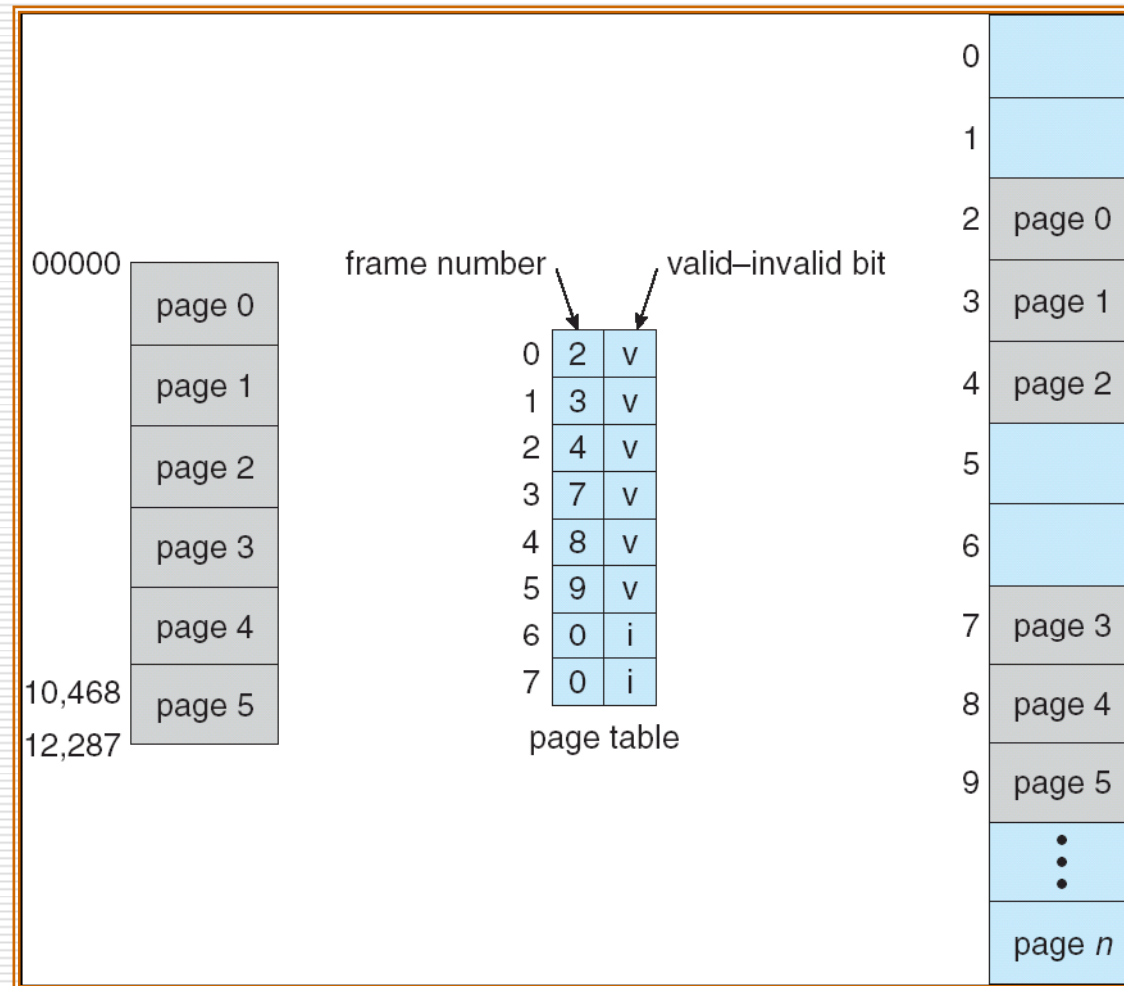 00000
page 0
page 1
page 2
page 3
page 4
10,468
page 5
12,287
frame number
valid–invalid bit
0 2 v
1 3 v
2 4 v
3 7 v
4 8 v
5 9 v
6 0 i
7 0 i
page table
0
1
2 page 0
3 page 1
4 page 2
5
6
7 page 3
8 page 4
9 page 5
page n